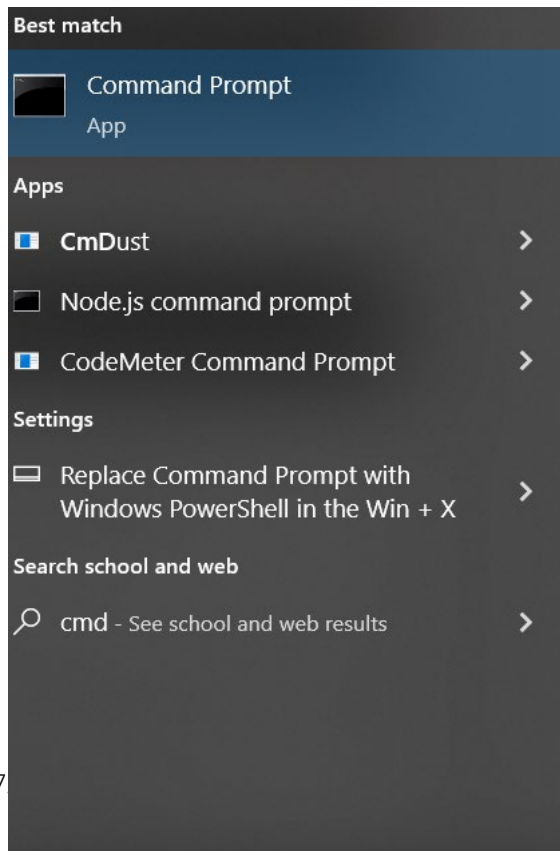 Best match
Command Prompt
App
Apps
CmDust
Node.js command prompt
CodeMeter Command Prompt
Settings
Replace Command Prompt with
Windows PowerShell in the Win + X
Search school and web
cmd - See school and web results
7